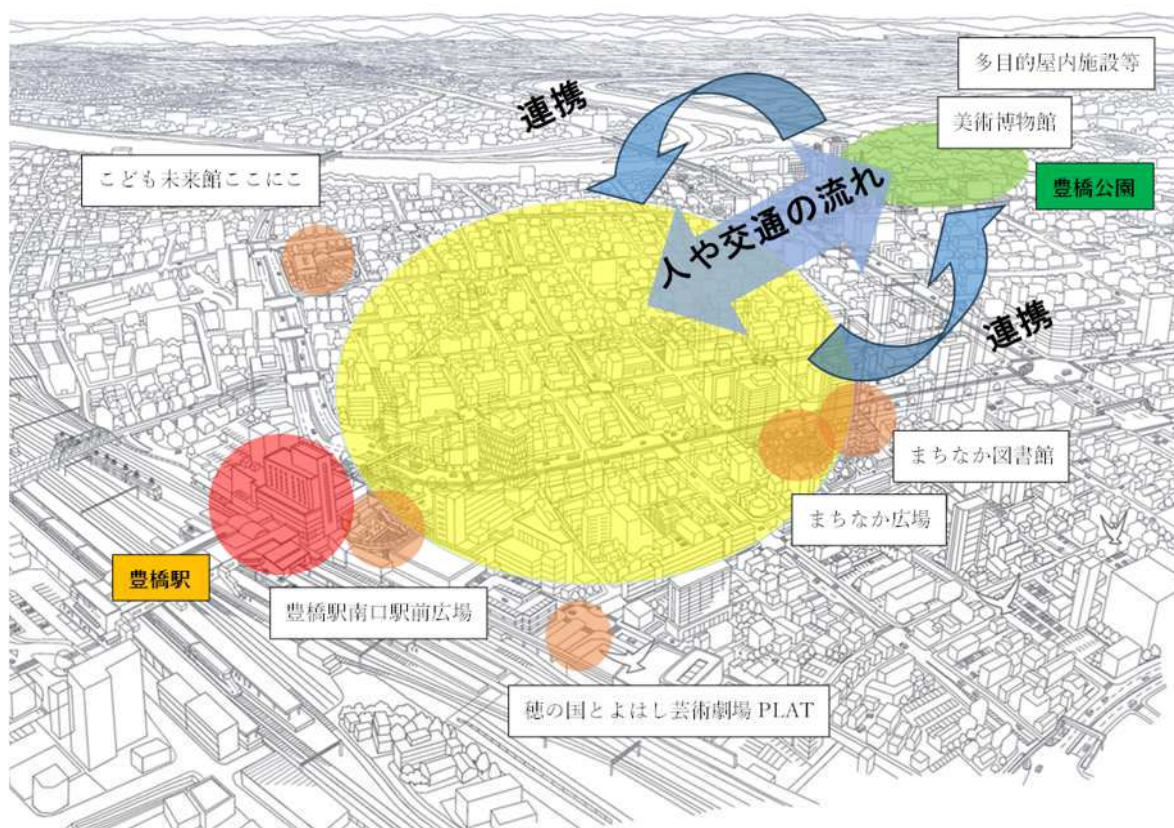 多目的屋内施設等
連携
美術博物館
こども未来館ここにこ
豊橋公園
人や交通の流れ
連携
まちなか図書館
まちなか広場
豊橋駅
豊橋駅南口駅前広場
穂の国とよはし芸術劇場 PLAT